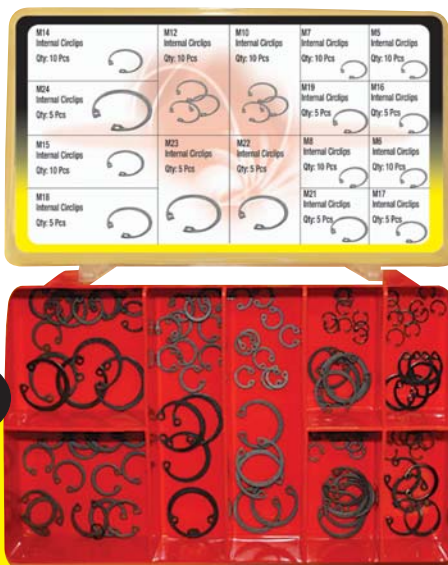 M14
Internal Circlips
Qty: 10 Pcs
M12
Internal Circlips
Qty: 10 Pcs
M10
Internal Circlips
Qty: 10 Pcs
M7
Internal Circlips
Qty: 10 Pcs
M5
Internal Circlips
Qty: 10 Pcs
M24
Internal Circlips
Qty: 5 Pcs
M19
Internal Circlips
Qty: 5 Pcs
M16
Internal Circlips
Qty: 5 Pcs
M15
Internal Circlips
Qty: 10 Pcs
M23
Internal Circlips
Qty: 5 Pcs
M22
Internal Circlips
Qty: 5 Pcs
M8
Internal Circlips
Qty: 10 Pcs
M6
Internal Circlips
Qty: 10 Pcs
M18
Internal Circlips
Qty: 5 Pcs
M21
Internal Circlips
Qty: 5 Pcs
M17
Internal Circlips
Qty: 5 Pcs